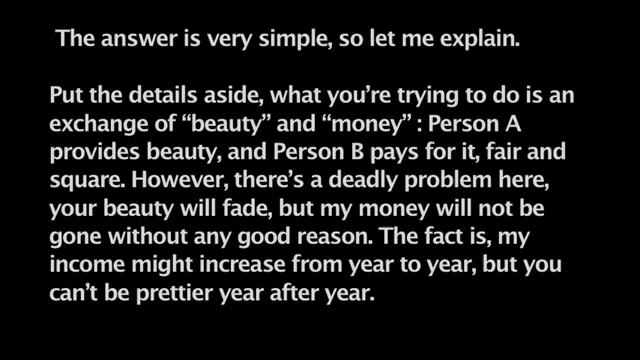 The answer is very simple, so let me explain.
Put the details aside, what you’re trying to do is an
exchange of “beauty” and “money” : Person A
provides beauty, and Person B pays for it, fair and
square. However, there’s a deadly problem here,
your beauty will fade, but my money will not be
gone without any good reason. The fact is, my
income might increase from year to year, but you
can’t be prettier year after year.